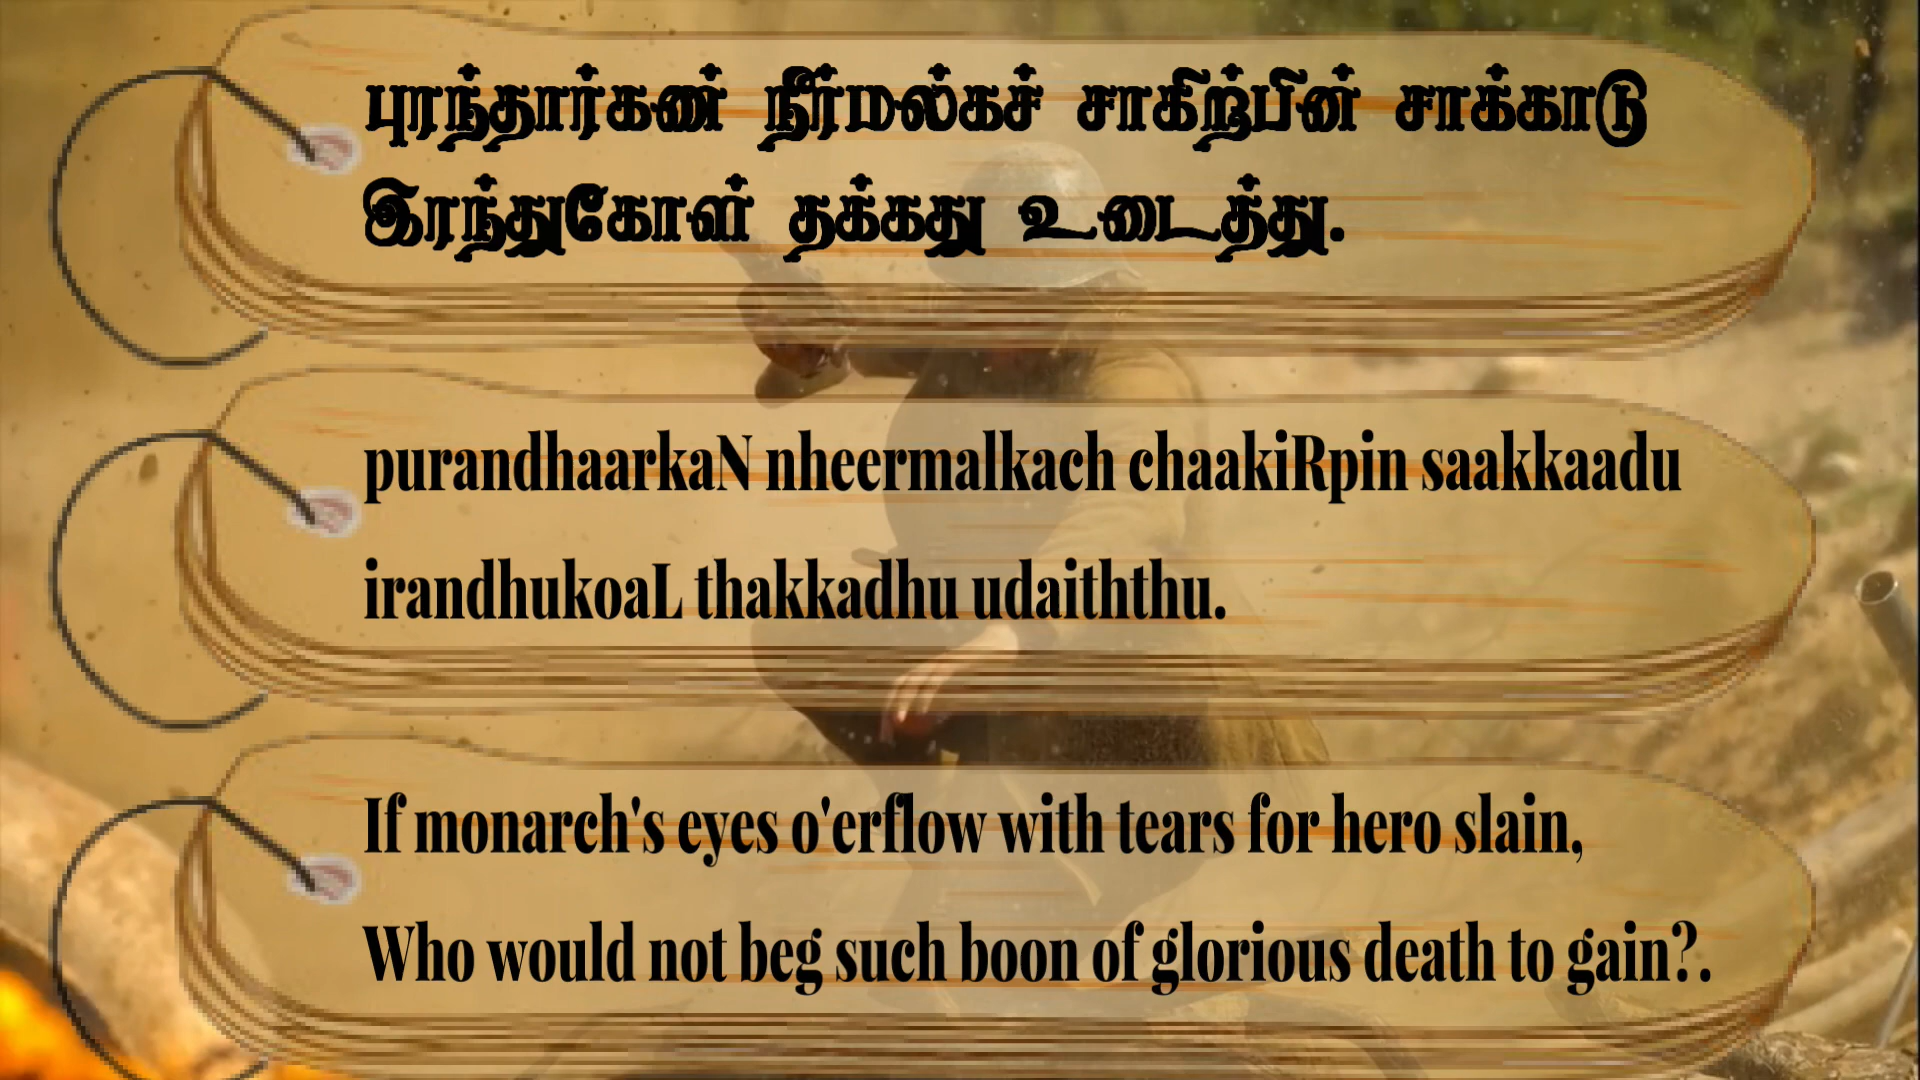 புரந்தார்கண் நீர்மல்கச் சாகிற்பின் சாக்காடு
இரந்துகோள் தக்கது உடைத்து.
purandhaarkaN nheermalkach chaakiRpin saakkaadu
irandhukoaL thakkadhu udaiththu.
If monarch's eyes o'erflow with tears for hero slain,
Who would not beg such boon of glorious death to gain?.